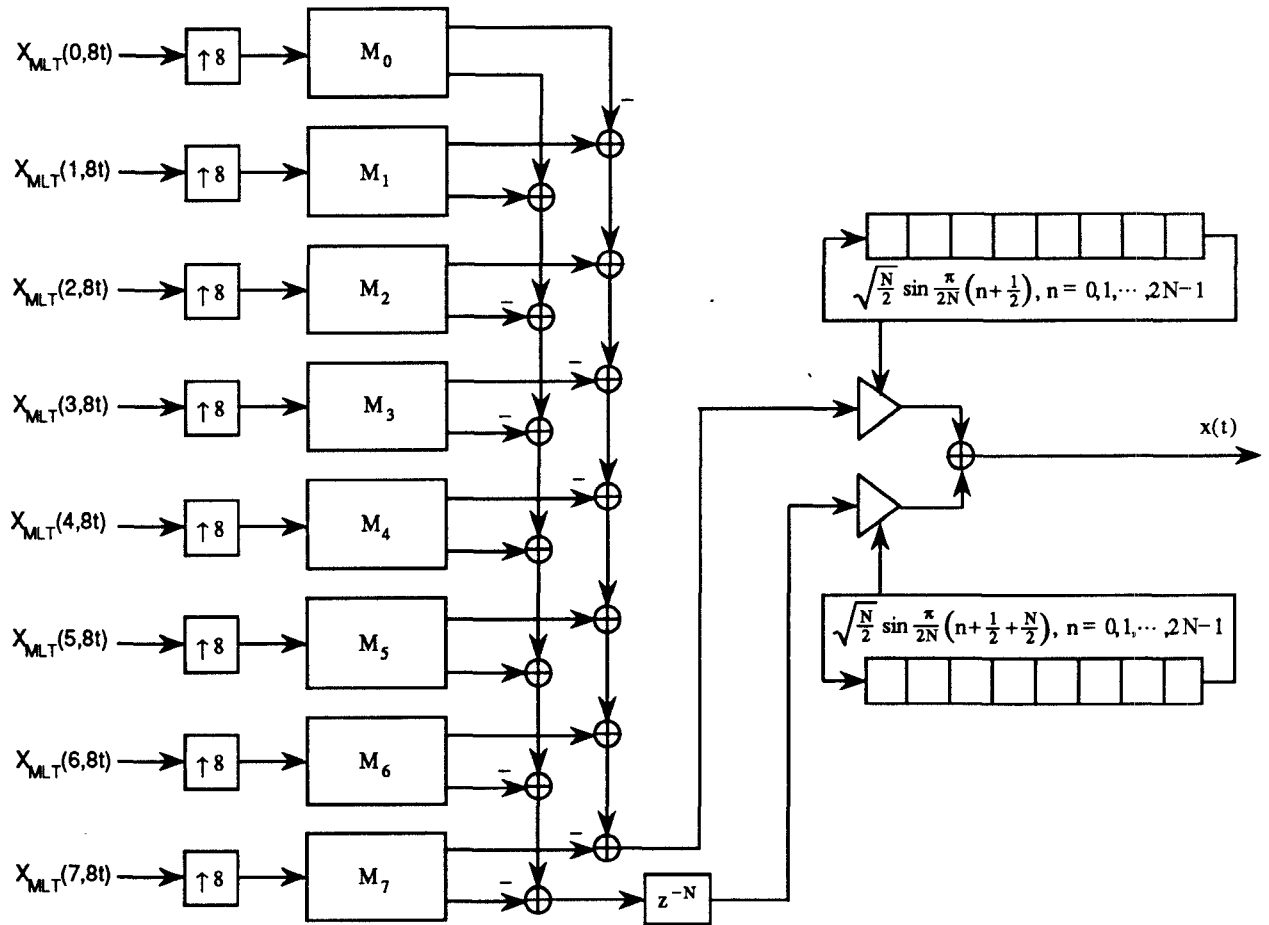 X_MLT(0,8t) ↑8 M_0
−
X_MLT(1,8t) ↑8 M_1
X_MLT(2,8t) ↑8 M_2 −
X_MLT(3,8t) ↑8 M_3 − −
X_MLT(4,8t) ↑8 M_4 −
X_MLT(5,8t) ↑8 M_5
X_MLT(6,8t) ↑8 M_6 −
X_MLT(7,8t) ↑8 M_7 − −
z^{−N}
√(N/2) sin π/2N (n+1/2), n = 0,1,⋯,2N−1
x(t)
√(N/2) sin π/2N (n+1/2+N/2), n = 0,1,⋯,2N−1